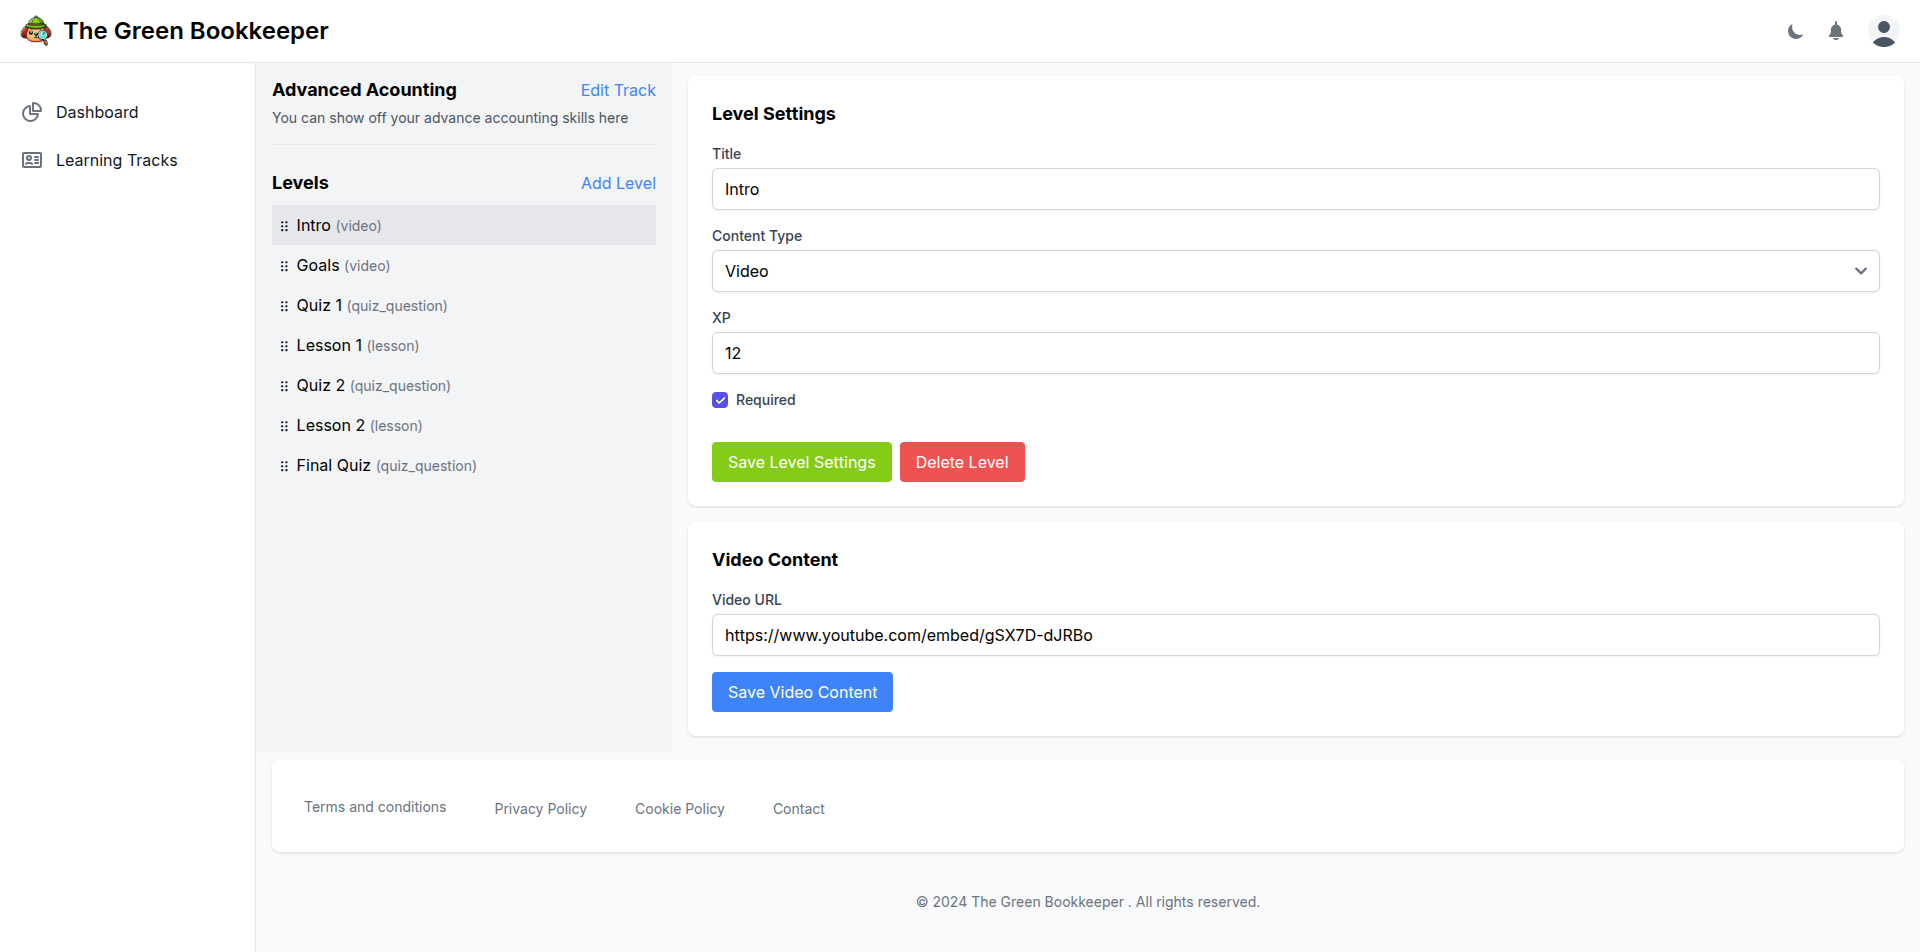 The Green Bookkeeper
Dashboard
Learning Tracks
Advanced Acounting
Edit Track
You can show off your advance accounting skills here
Levels
Add Level
Intro (video)
Goals (video)
Quiz 1 (quiz_question)
Lesson 1 (lesson)
Quiz 2 (quiz_question)
Lesson 2 (lesson)
Final Quiz (quiz_question)
Level Settings
Title
Intro
Content Type
Video
XP
12
Required
Save Level Settings
Delete Level
Video Content
Video URL
https://www.youtube.com/embed/gSX7D-dJRBo
Save Video Content
Terms and conditions
Privacy Policy
Cookie Policy
Contact
© 2024 The Green Bookkeeper . All rights reserved.